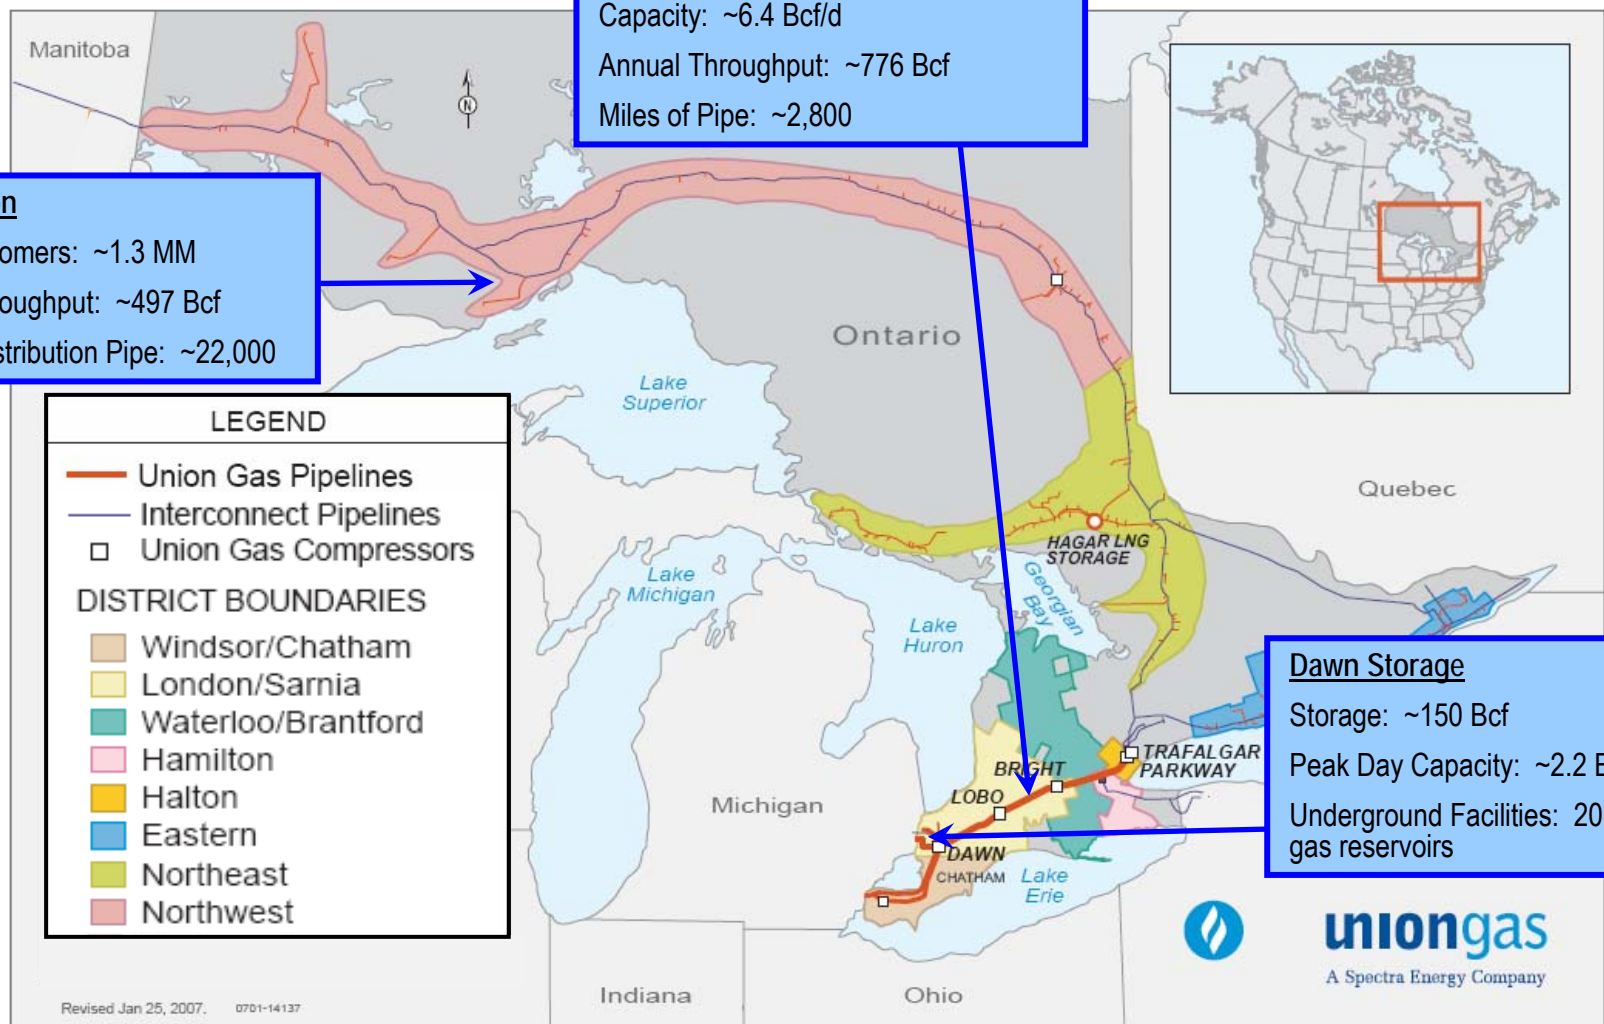 Capacity: ~6.4 Bcf/d
Annual Throughput: ~776 Bcf
Miles of Pipe: ~2,800
Manitoba
N
omers: ~1.3 MM
oughput: ~497 Bcf
stribution Pipe: ~22,000
Ontario
Lake
Superior
LEGEND
Union Gas Pipelines
Interconnect Pipelines
Union Gas Compressors
DISTRICT BOUNDARIES
Windsor/Chatham
London/Sarnia
Waterloo/Brantford
Hamilton
Halton
Eastern
Northeast
Northwest
Quebec
HAGAR LNG
STORAGE
Georgian
Bay
Lake
Michigan
Lake
Huron
Dawn Storage
Storage: ~150 Bcf
Peak Day Capacity: ~2.2 B
Underground Facilities: 20
gas reservoirs
TRAFALGAR
PARKWAY
BRIGHT
LOBO
Michigan
DAWN
CHATHAM
Lake
Erie
uniongas
A Spectra Energy Company
Indiana
Ohio
Revised Jan 25, 2007. 0701-14137